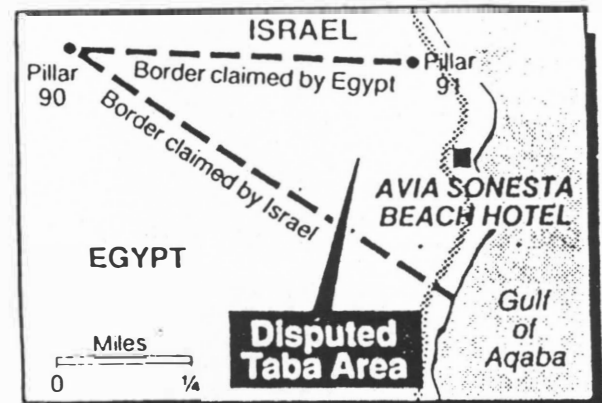 ISRAEL
Pillar
90
Border claimed by Egypt
Pillar
91
Border claimed by Israel
AVIA SONESTA
BEACH HOTEL
EGYPT
Disputed
Taba Area
Gulf
of
Aqaba
Miles
0 ¼